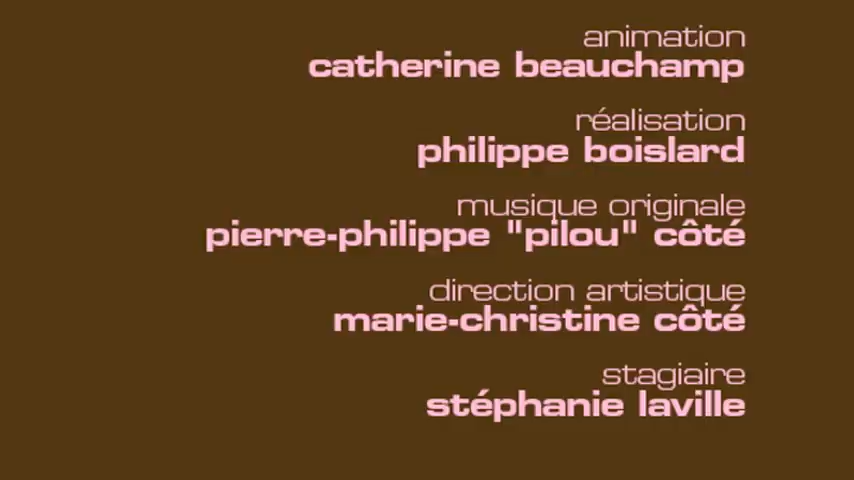 animation
catherine beauchamp
réalisation
philippe boislard
musique originale
pierre-philippe "pilou" côté
direction artistique
marie-christine côté
stagiaire
stéphanie laville